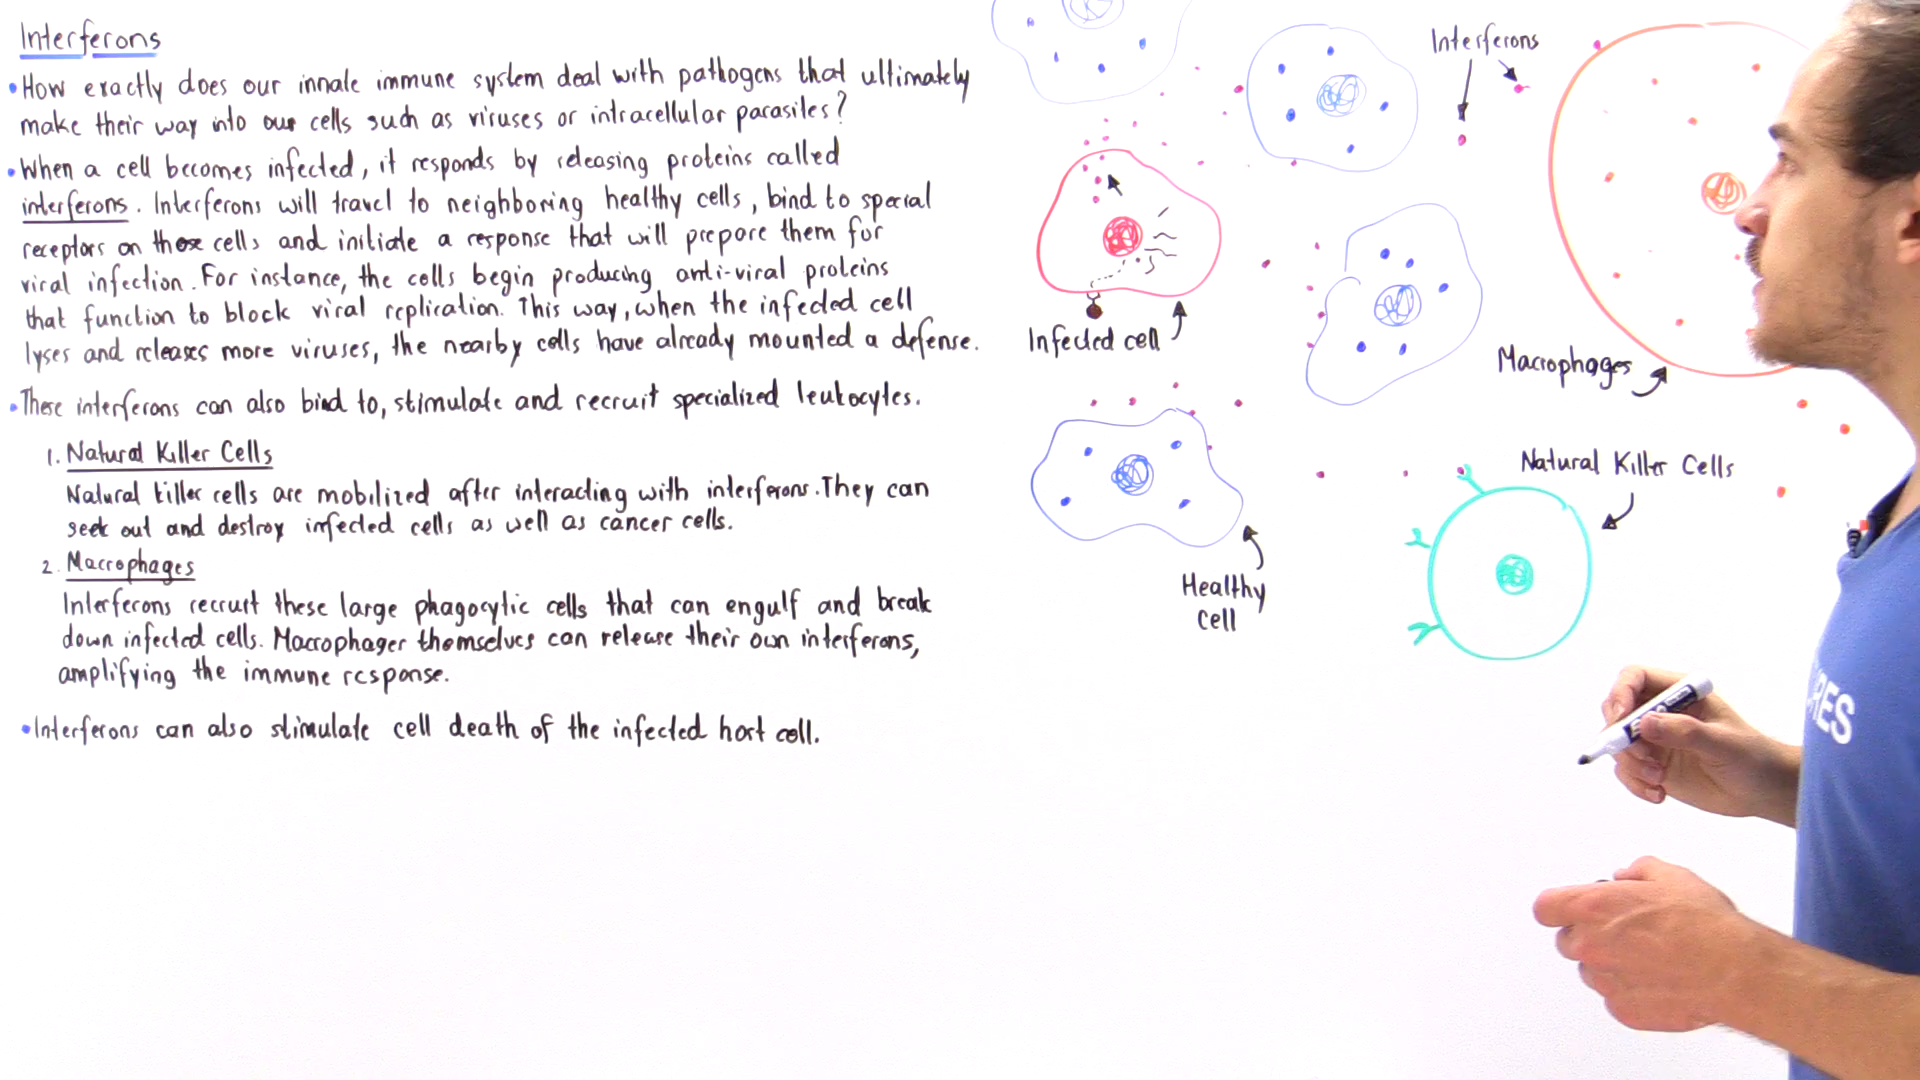 Interferons
• How exactly does our innate immune system deal with pathogens that ultimately
make their way into our cells such as viruses or intracellular parasites?
• When a cell becomes infected, it responds by releasing proteins called
interferons. Interferons will travel to neighboring healthy cells, bind to special
receptors on those cells and initiate a response that will prepare them for
viral infection. For instance, the cells begin producing anti-viral proteins
that function to block viral replication. This way, when the infected cell
lyses and releases more viruses, the nearby cells have already mounted a defense.
• These interferons can also bind to, stimulate and recruit specialized leukocytes.
1. Natural Killer Cells
Natural killer cells are mobilized after interacting with interferons. They can
seek out and destroy infected cells as well as cancer cells.
2. Macrophages
Interferons recruit these large phagocytic cells that can engulf and break
down infected cells. Macrophages themselves can release their own interferons,
amplifying the immune response.
• Interferons can also stimulate cell death of the infected host cell.
Interferons
Infected cell
Macrophages
Natural Killer Cells
Healthy
Cell
RES